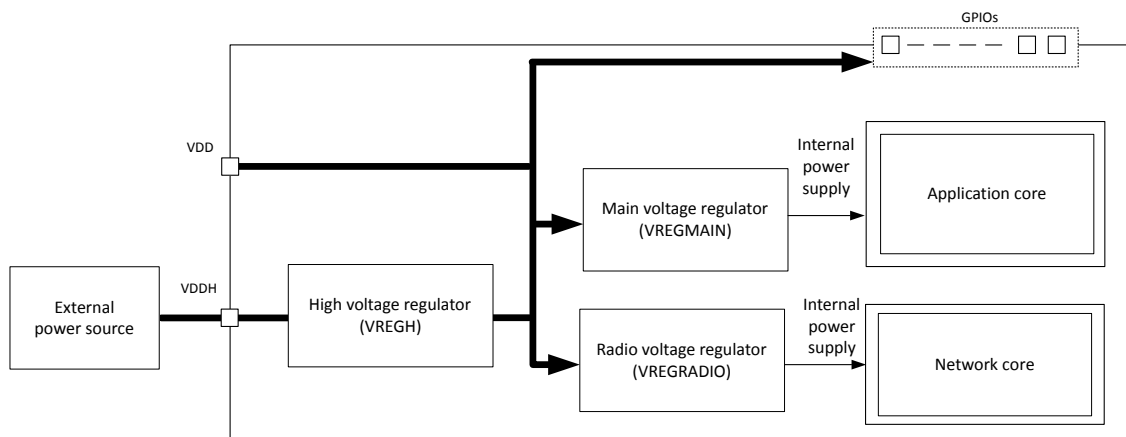 GPIOs
VDD
Internal
power
supply
Application core
Main voltage regulator
(VREGMAIN)
VDDH
External
power source
High voltage regulator
(VREGH)
Internal
power
supply
Radio voltage regulator
(VREGRADIO)
Network core